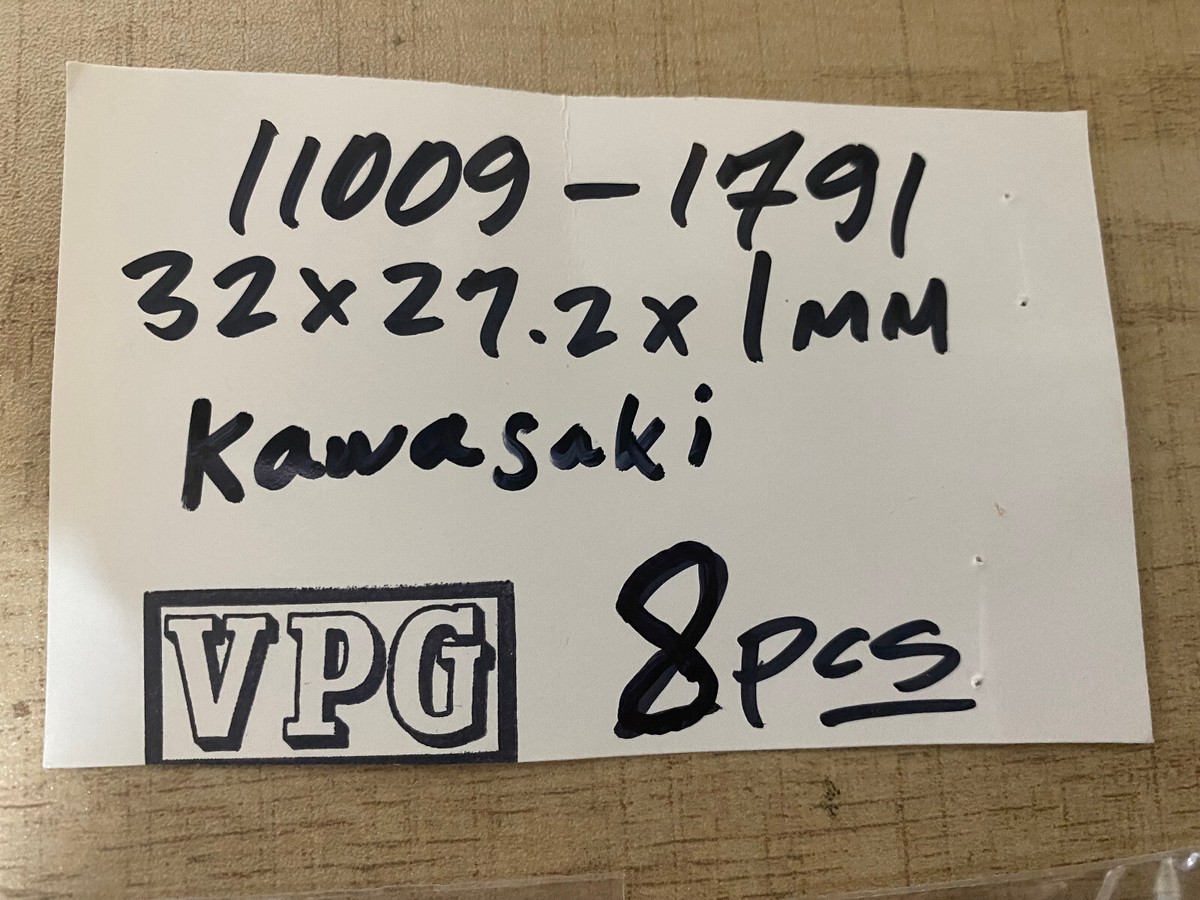 11009-1791
32x27.2x1MM
Kawasaki
VPG
8pcs